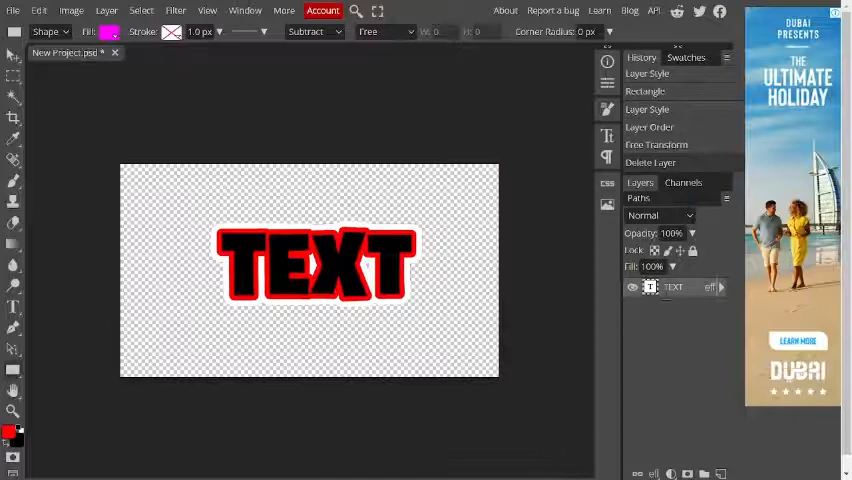 File Edit Image Layer Select Filter View Window More Account About Report a bug Learn Blog API
Shape Fill: Stroke: 1.0 px Subtract Free W: 0 H: 0 Corner Radius: 0 px
New Project.psd *
History Swatches
Layer Style
Rectangle
Layer Style
Layer Order
Free Transform
Delete Layer
Layers Channels
Paths
Normal
Opacity: 100%
Lock:
Fill: 100%
T TEXT eff
CSS
eff
TEXT
DUBAI
PRESENTS
THE
ULTIMATE
HOLIDAY
LEARN MORE
DUBAI